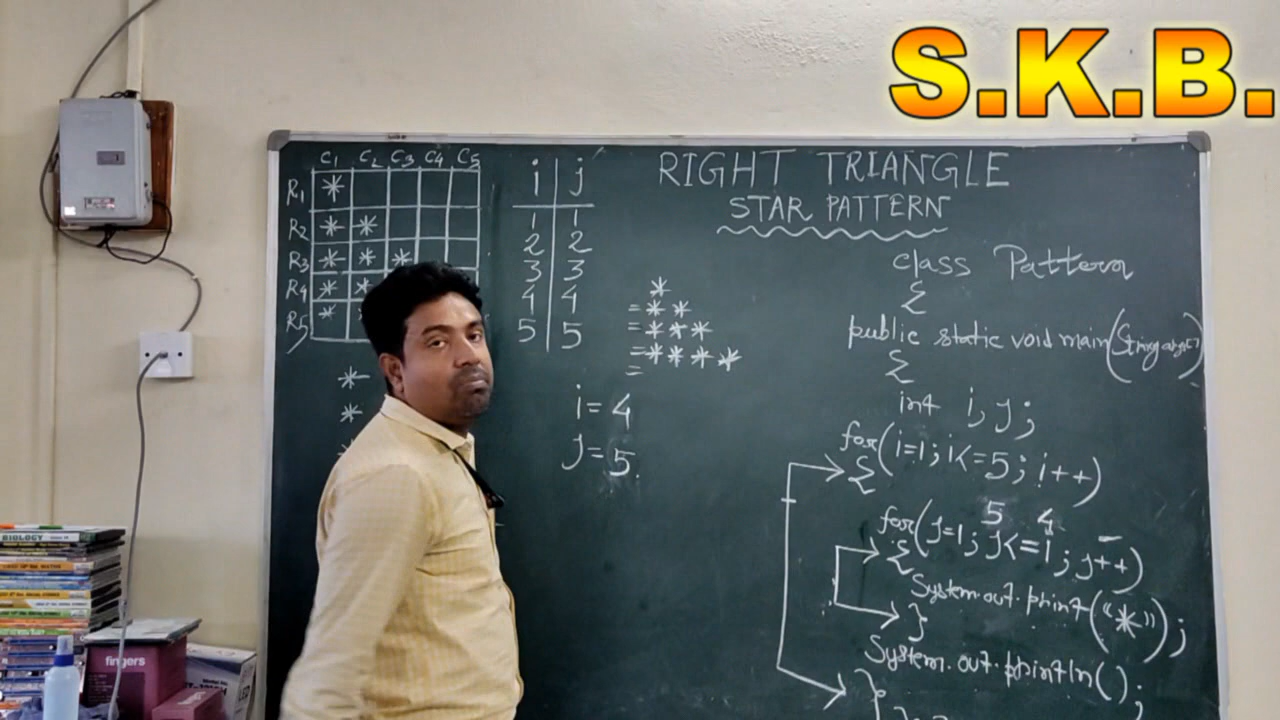 S.K.B.
RIGHT TRIANGLE
STAR PATTERN
C1 C2 C3 C4 C5
R1 *
R2 * *
R3 * * *
R4 * *
R5 *
*
*
i j
1 1
2 2
3 3
4 4
5 5
*
= * *
= * * *
= * * * *
=
i = 4
j = 5.
class Pattern
{
public static void main(String
{
int i, j;
for(i=1; i<=5; i++)
{
5 4
for(j=1; j<=i; j++)
{
System.out.print("*");
}
System.out.println();
}
BIOLOGY
fingers